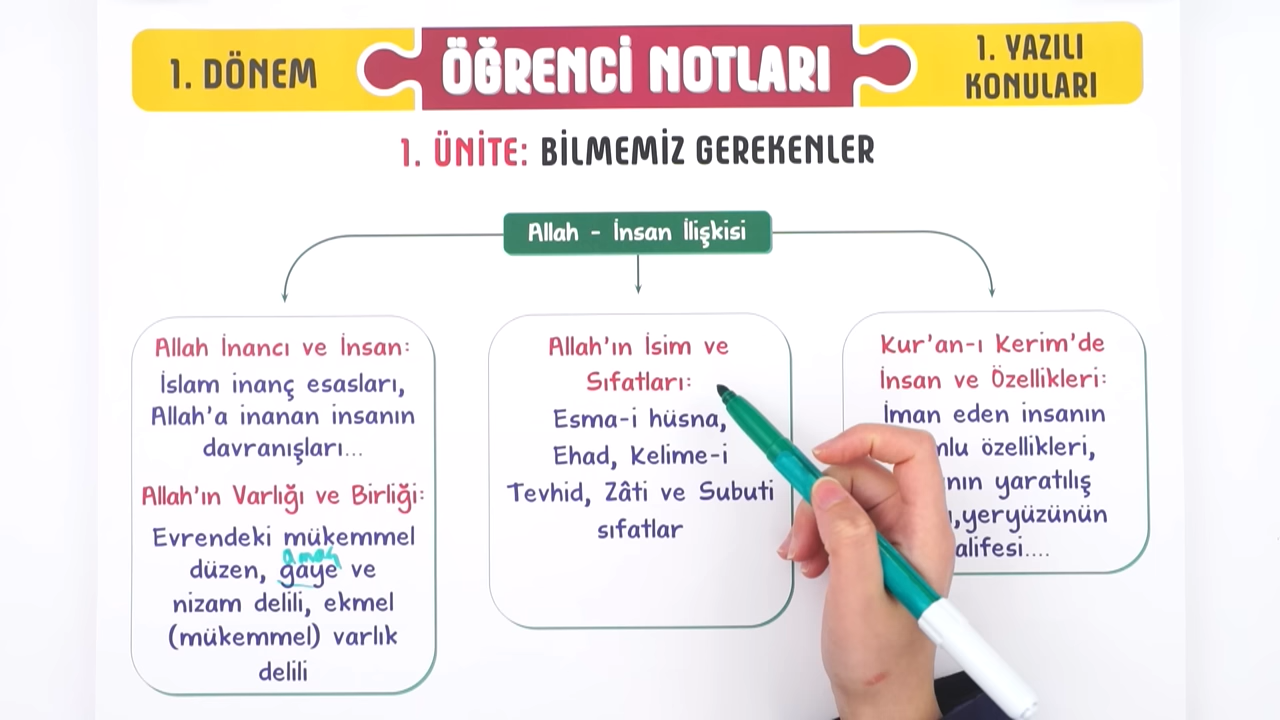 1. DÖNEM
ÖĞRENCİ NOTLARI
1. YAZILI
KONULARI
1. ÜNİTE: BİLMEMİZ GEREKENLER
Allah - İnsan İlişkisi
Allah İnancı ve İnsan:
İslam inanç esasları,
Allah'a inanan insanın
davranışları...
Allah'ın Varlığı ve Birliği:
Evrendeki mükemmel
amaç
düzen, gaye ve
nizam delili, ekmel
(mükemmel) varlık
delili
Allah'ın İsim ve
Sıfatları:
Esma-i hüsna,
Ehad, Kelime-i
Tevhid, Zâti ve Subuti
sıfatlar
Kur'an-ı Kerim'de
İnsan ve Özellikleri:
İman eden insanın
özellikleri,
yaratılış
,yeryüzünün